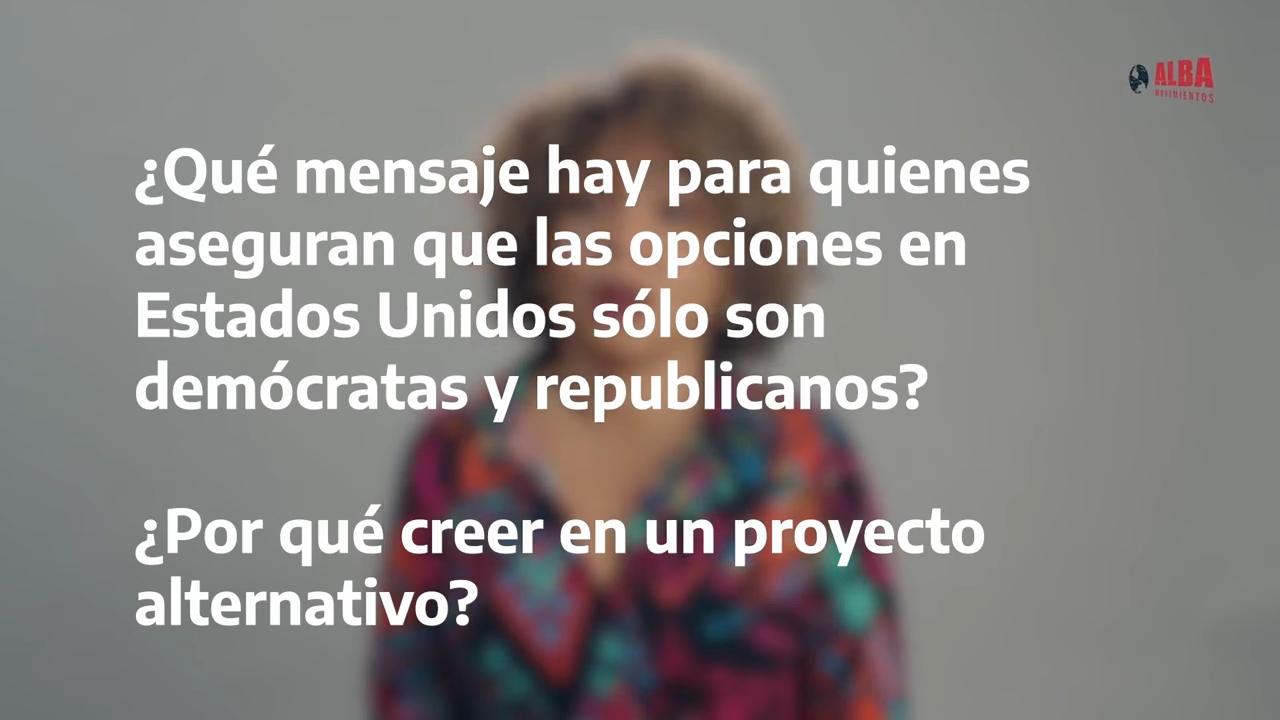 ALBA
MOVIMIENTOS
¿Qué mensaje hay para quienes
aseguran que las opciones en
Estados Unidos sólo son
demócratas y republicanos?
¿Por qué creer en un proyecto
alternativo?